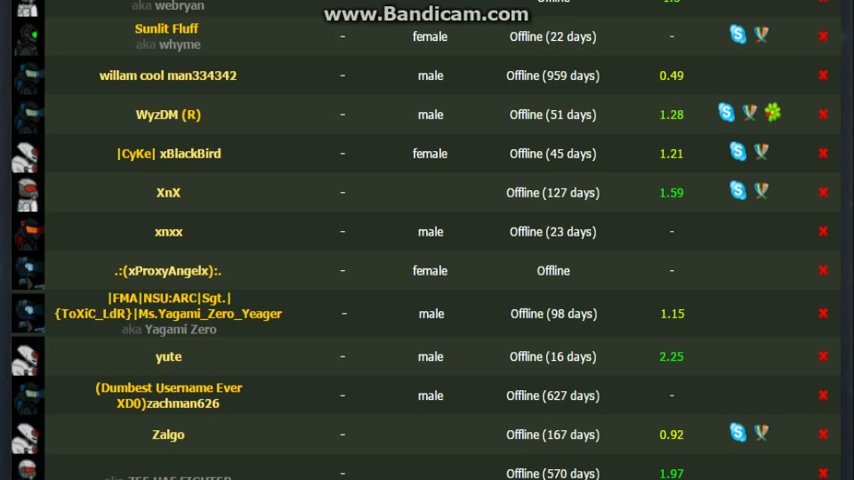 www.Bandicam.com
aka webryan
Offline
Sunlit Fluff
aka whyme
- female Offline (22 days) -
willam cool man334342 - male Offline (959 days) 0.49
WyzDM (R) - male Offline (51 days) 1.28
|CyKe| xBlackBird - female Offline (45 days) 1.21
XnX - Offline (127 days) 1.59
xnxx - male Offline (23 days) -
.:(xProxyAngelx):. - female Offline -
|FMA|NSU:ARC|Sgt.|
{ToXiC_LdR}|Ms.Yagami_Zero_Yeager - male Offline (98 days) 1.15
aka Yagami Zero
yute - male Offline (16 days) 2.25
(Dumbest Username Ever
XD0)zachman626 - male Offline (627 days) -
Zalgo - Offline (167 days) 0.92
- Offline (570 days) 1.97